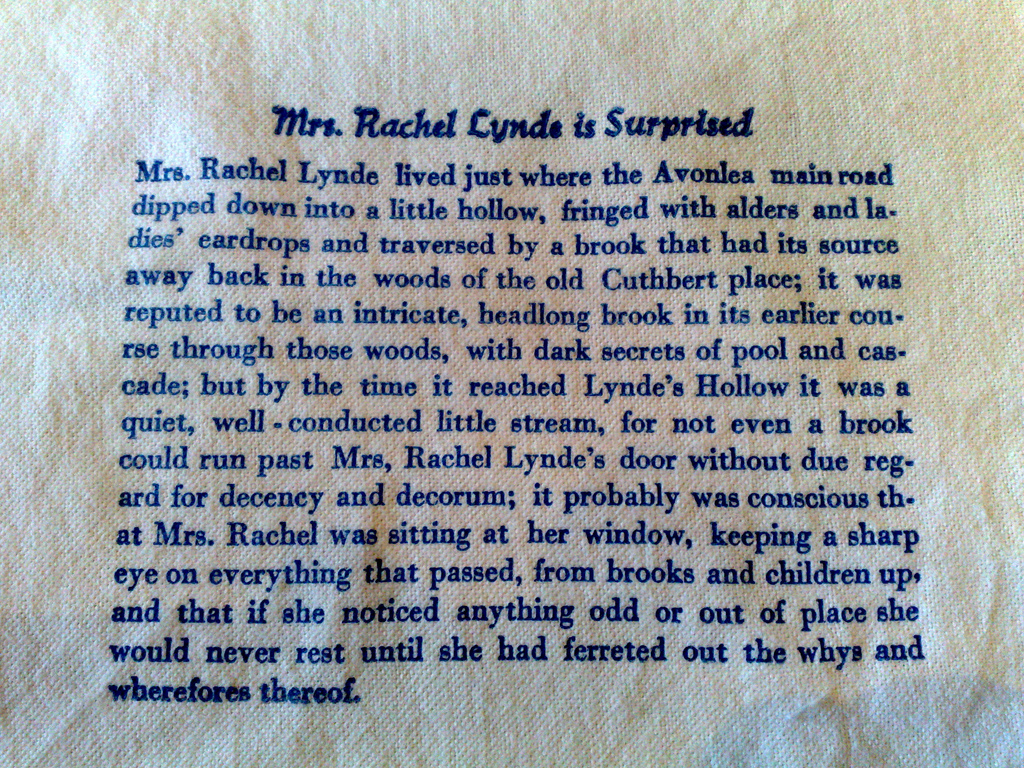 Mrs. Rachel Lynde is Surprised
Mrs. Rachel Lynde lived just where the Avonlea main road
dipped down into a little hollow, fringed with alders and la-
dies' eardrops and traversed by a brook that had its source
away back in the woods of the old Cuthbert place; it was
reputed to be an intricate, headlong brook in its earlier cou-
rse through those woods, with dark secrets of pool and cas-
cade; but by the time it reached Lynde's Hollow it was a
quiet, well-conducted little stream, for not even a brook
could run past Mrs, Rachel Lynde's door without due reg-
ard for decency and decorum; it probably was conscious th-
at Mrs. Rachel was sitting at her window, keeping a sharp
eye on everything that passed, from brooks and children up,
and that if she noticed anything odd or out of place she
would never rest until she had ferreted out the whys and
wherefores thereof.